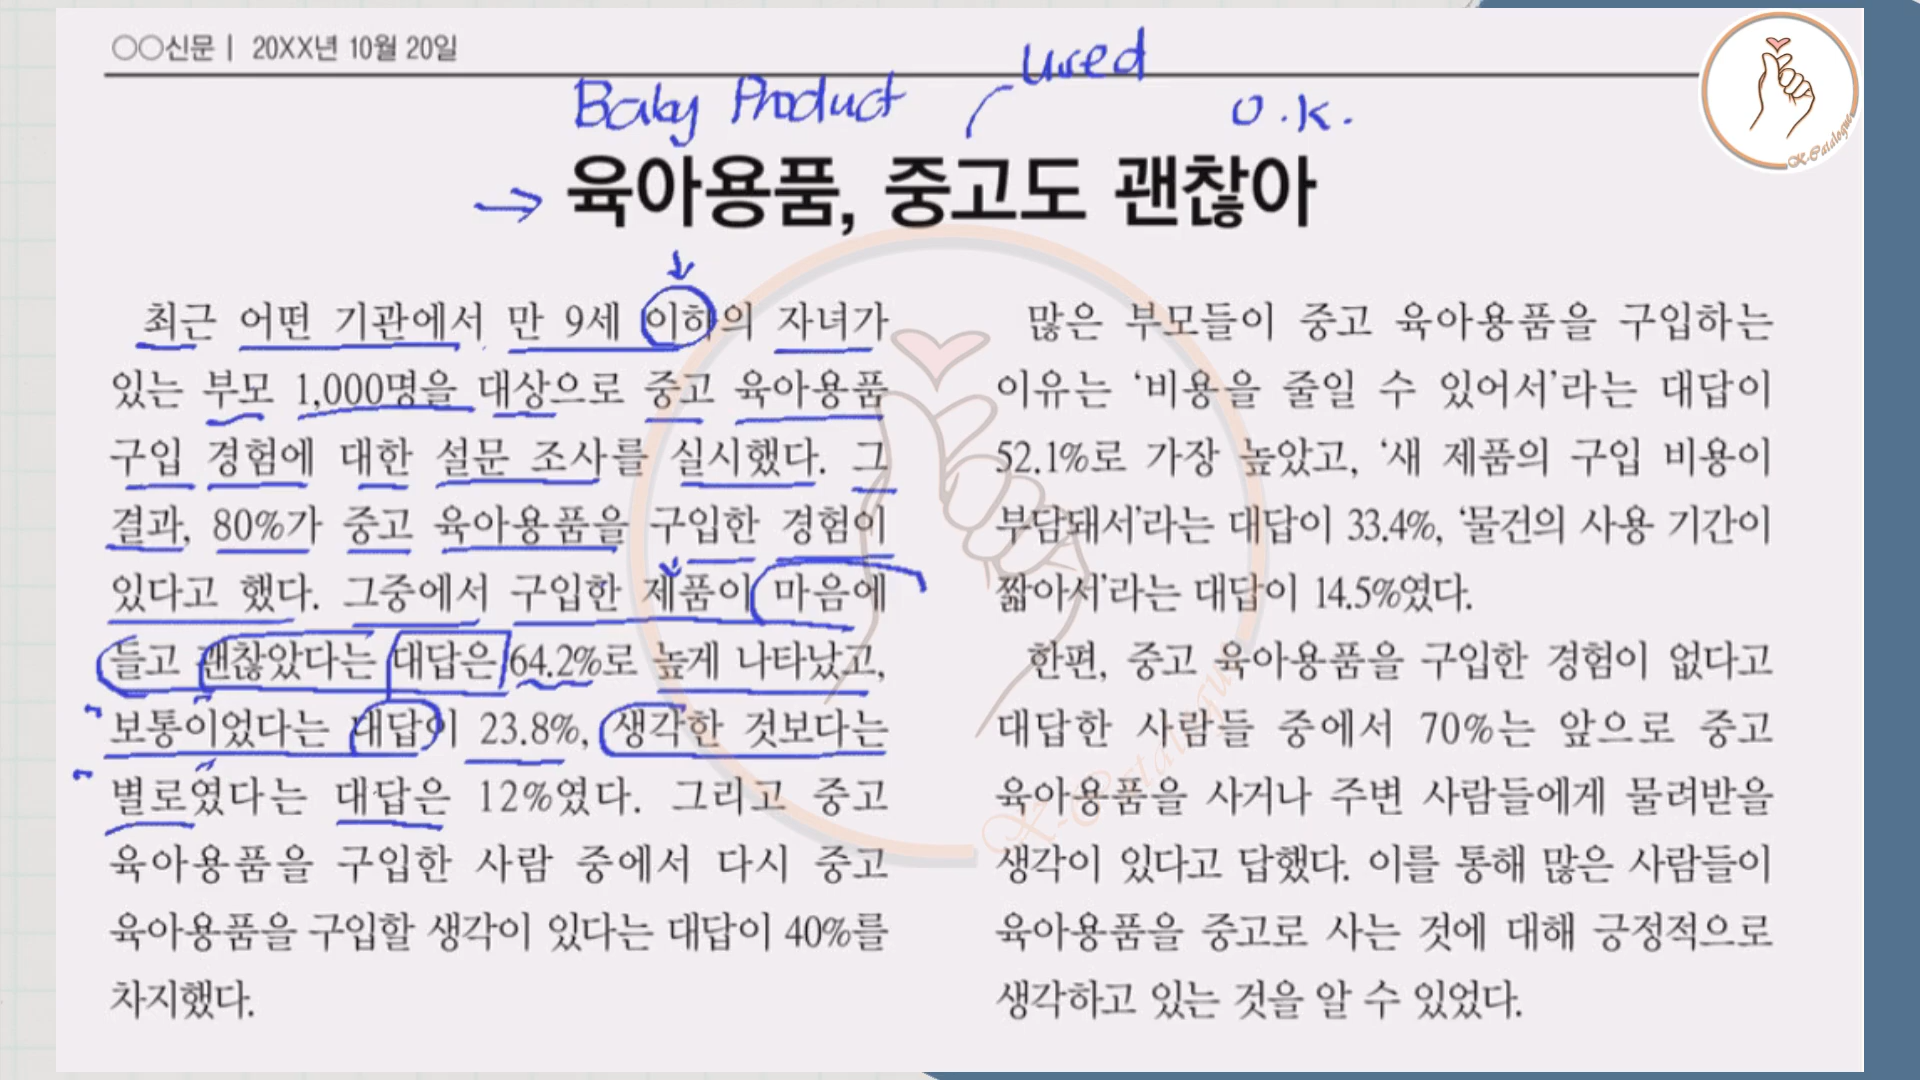 ○○신문 | 20XX년 10월 20일
used
Baby Product
O.K.
육아용품, 중고도 괜찮아
최근 어떤 기관에서 만 9세 이하의 자녀가
있는 부모 1,000명을 대상으로 중고 육아용품
구입 경험에 대한 설문 조사를 실시했다. 그
결과, 80%가 중고 육아용품을 구입한 경험이
있다고 했다. 그중에서 구입한 제품이 마음에
들고 괜찮았다는 대답은 64.2%로 높게 나타났고,
보통이었다는 대답이 23.8%, 생각한 것보다는
별로였다는 대답은 12%였다. 그리고 중고
육아용품을 구입한 사람 중에서 다시 중고
육아용품을 구입할 생각이 있다는 대답이 40%를
차지했다.
많은 부모들이 중고 육아용품을 구입하는
이유는 ‘비용을 줄일 수 있어서’라는 대답이
52.1%로 가장 높았고, ‘새 제품의 구입 비용이
부담돼서’라는 대답이 33.4%, ‘물건의 사용 기간이
짧아서’라는 대답이 14.5%였다.
한편, 중고 육아용품을 구입한 경험이 없다고
대답한 사람들 중에서 70%는 앞으로 중고
육아용품을 사거나 주변 사람들에게 물려받을
생각이 있다고 답했다. 이를 통해 많은 사람들이
육아용품을 중고로 사는 것에 대해 긍정적으로
생각하고 있는 것을 알 수 있었다.
K-Catalogue
K-Catalogue